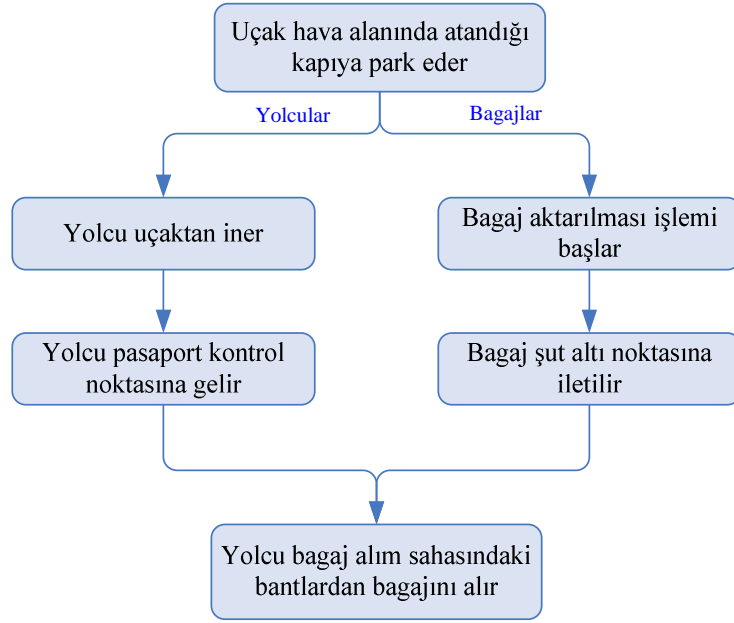 Uçak hava alanında atandığı
kapıya park eder
Yolcular
Bagajlar
Yolcu uçaktan iner
Bagaj aktarılması işlemi
başlar
Yolcu pasaport kontrol
noktasına gelir
Bagaj şut altı noktasına
iletilir
Yolcu bagaj alım sahasındaki
bantlardan bagajını alır